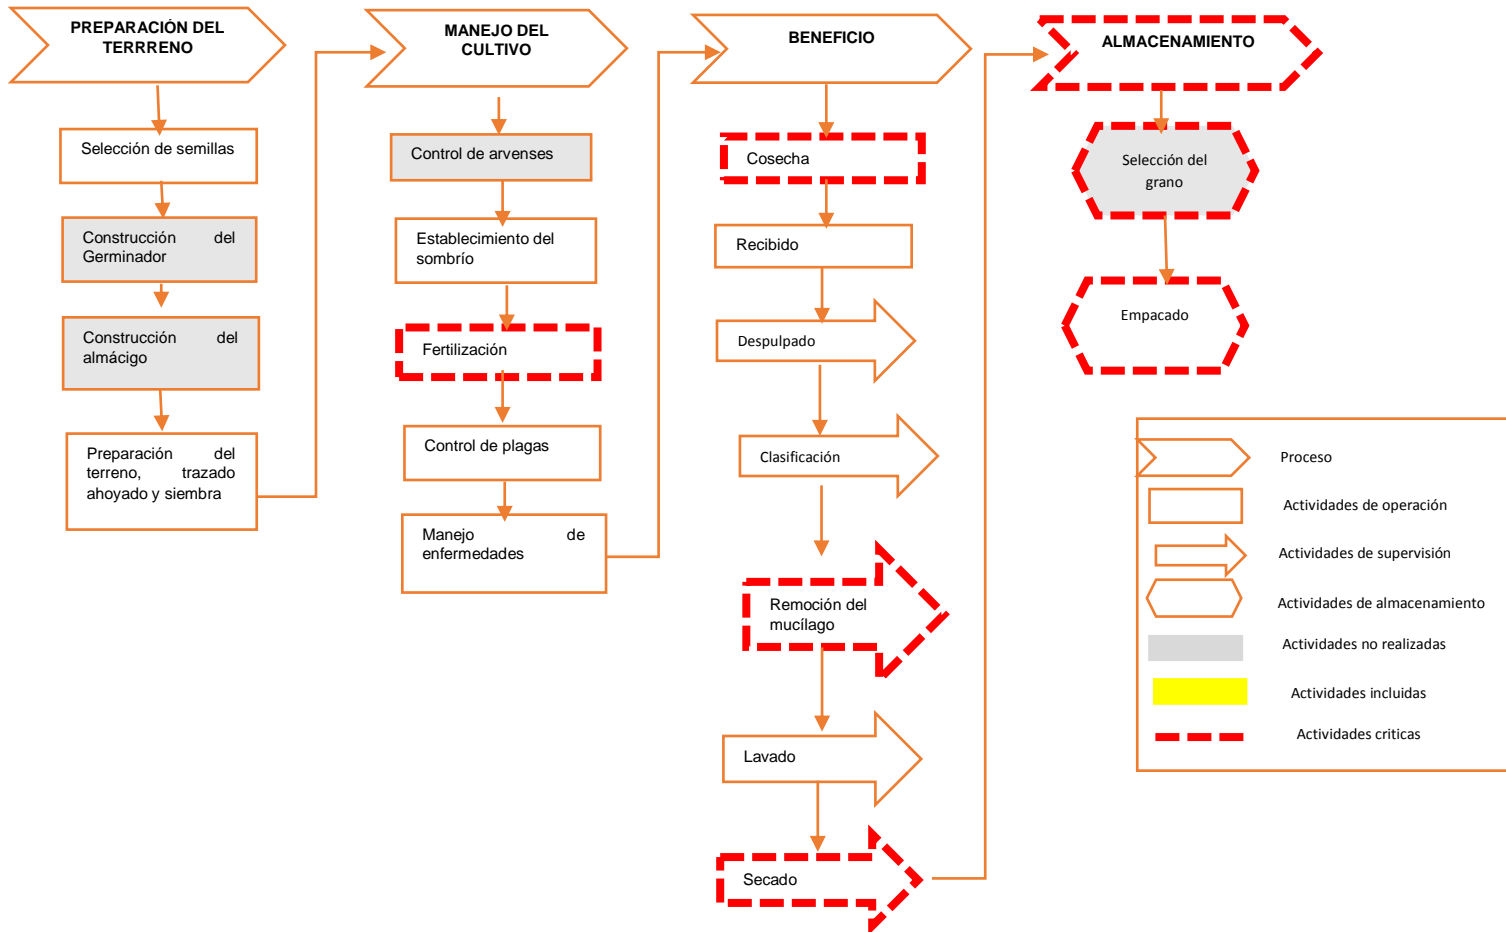 PREPARACIÓN DEL
TERRRENO
Selección de semillas
Construcción del
Germinador
Construcción del
almácigo
Preparación del
terreno, trazado
ahoyado y siembra
MANEJO DEL
CULTIVO
Control de arvenses
Establecimiento del
sombrío
Fertilización
Control de plagas
Manejo de
enfermedades
BENEFICIO
Cosecha
Recibido
Despulpado
Clasificación
Remoción del
mucílago
Lavado
Secado
ALMACENAMIENTO
Selección del
grano
Empacado
Proceso
Actividades de operación
Actividades de supervisión
Actividades de almacenamiento
Actividades no realizadas
Actividades incluidas
Actividades criticas